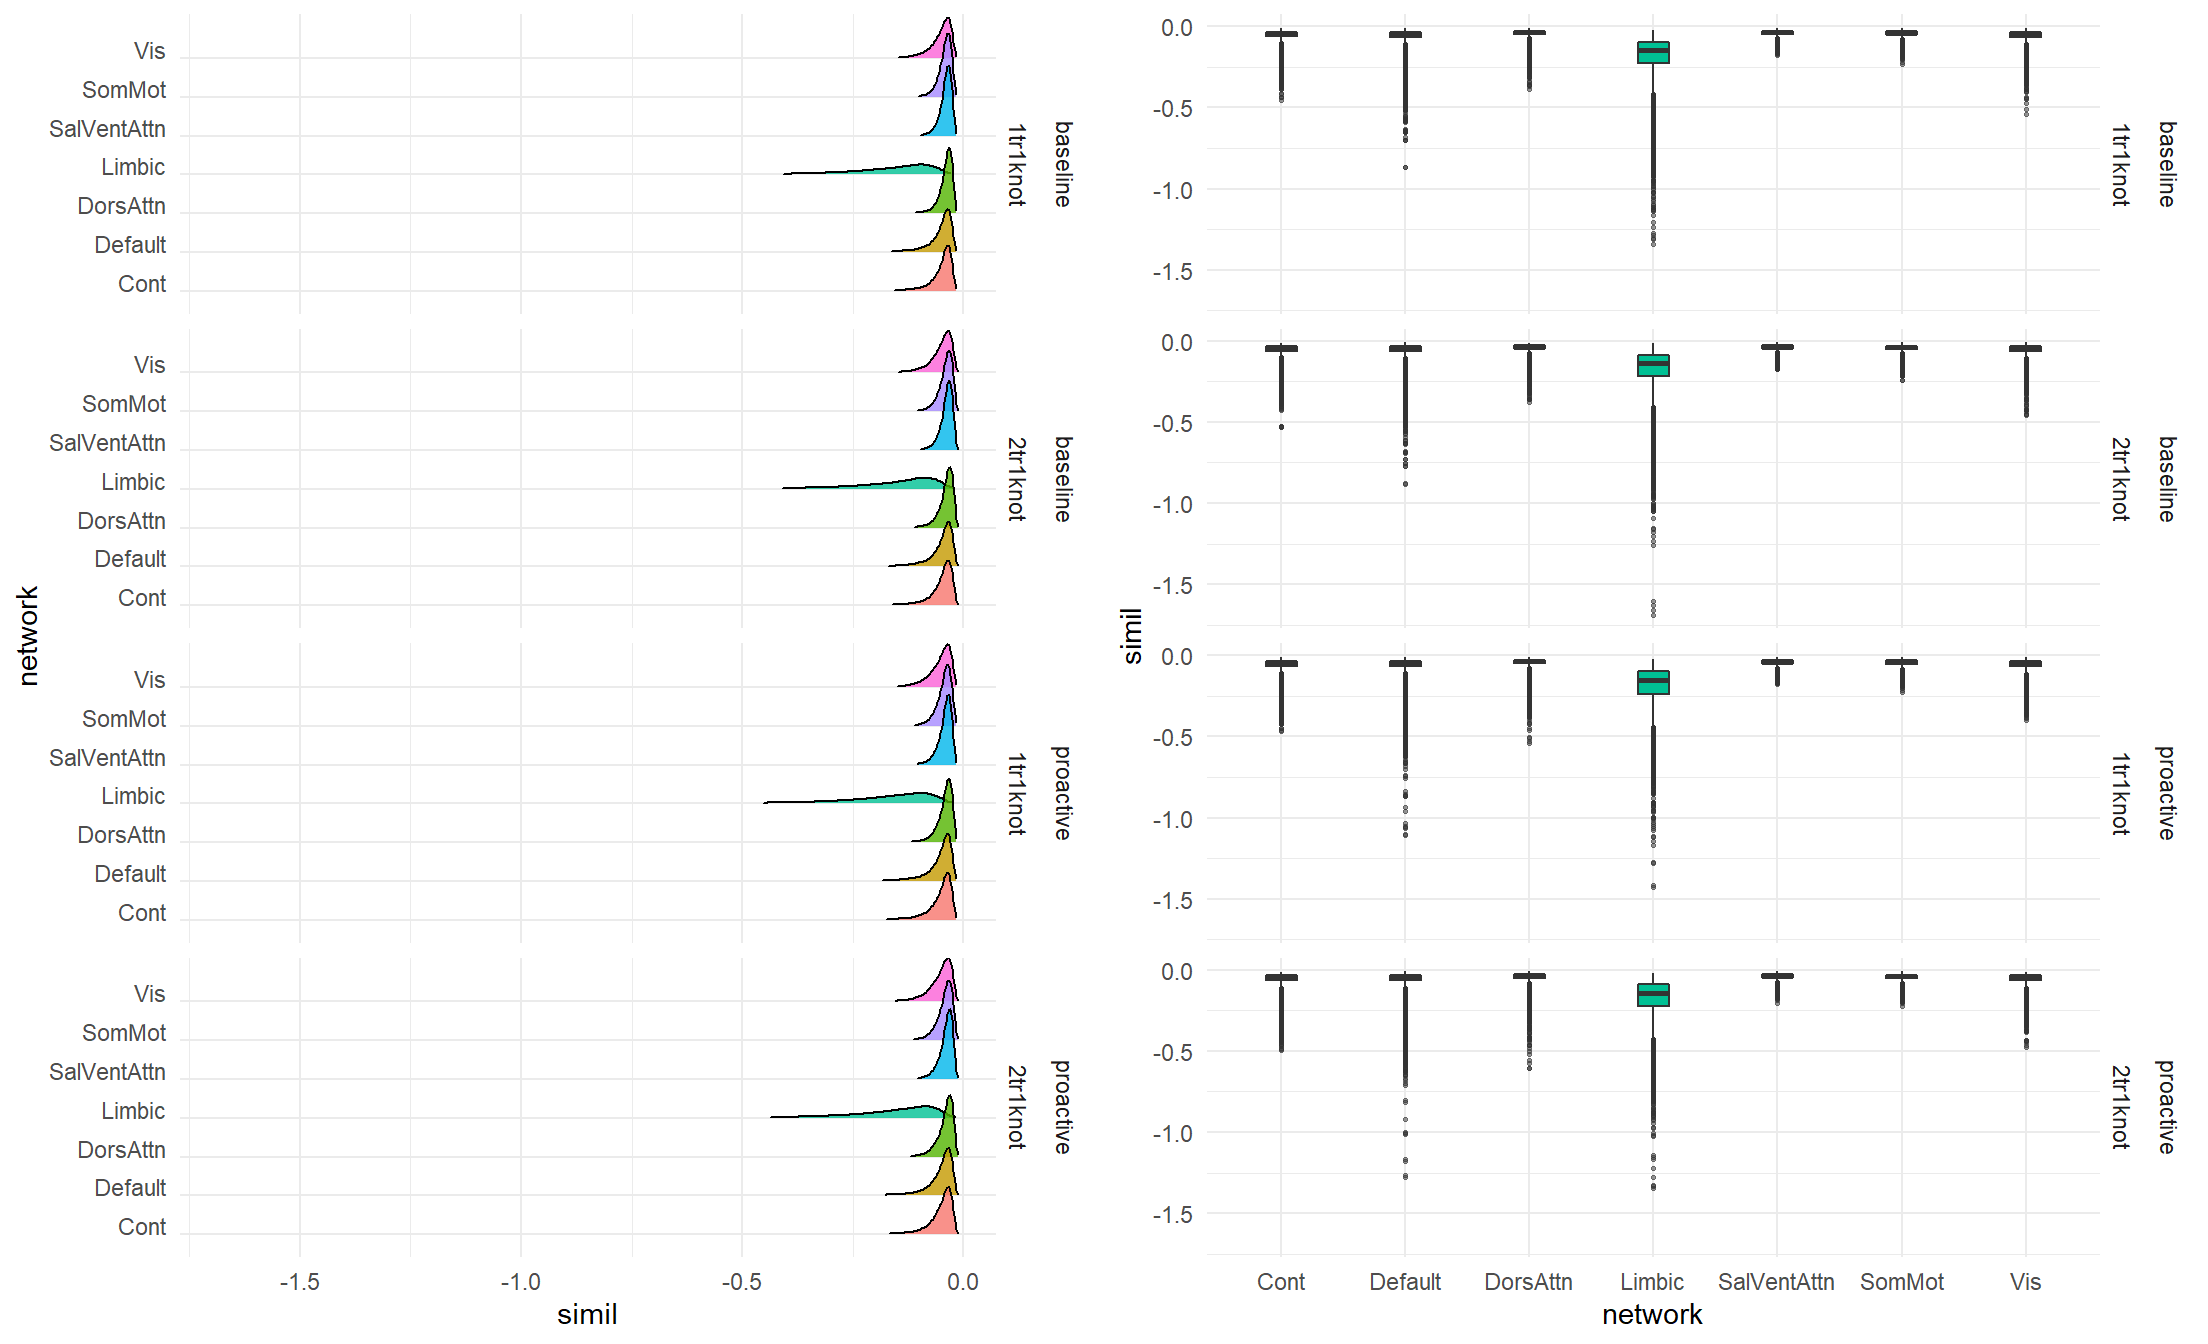 network
Vis
SomMot
SalVentAttn
Limbic
DorsAttn
Default
Cont
1tr1knot
baseline
Vis
SomMot
SalVentAttn
Limbic
DorsAttn
Default
Cont
2tr1knot
baseline
Vis
SomMot
SalVentAttn
Limbic
DorsAttn
Default
Cont
1tr1knot
proactive
Vis
SomMot
SalVentAttn
Limbic
DorsAttn
Default
Cont
2tr1knot
proactive
-1.5 -1.0 -0.5 0.0
simil
simil
0.0
-0.5
-1.0
-1.5
1tr1knot
baseline
0.0
-0.5
-1.0
-1.5
2tr1knot
baseline
0.0
-0.5
-1.0
-1.5
1tr1knot
proactive
0.0
-0.5
-1.0
-1.5
2tr1knot
proactive
Cont Default DorsAttn Limbic SalVentAttn SomMot Vis
network